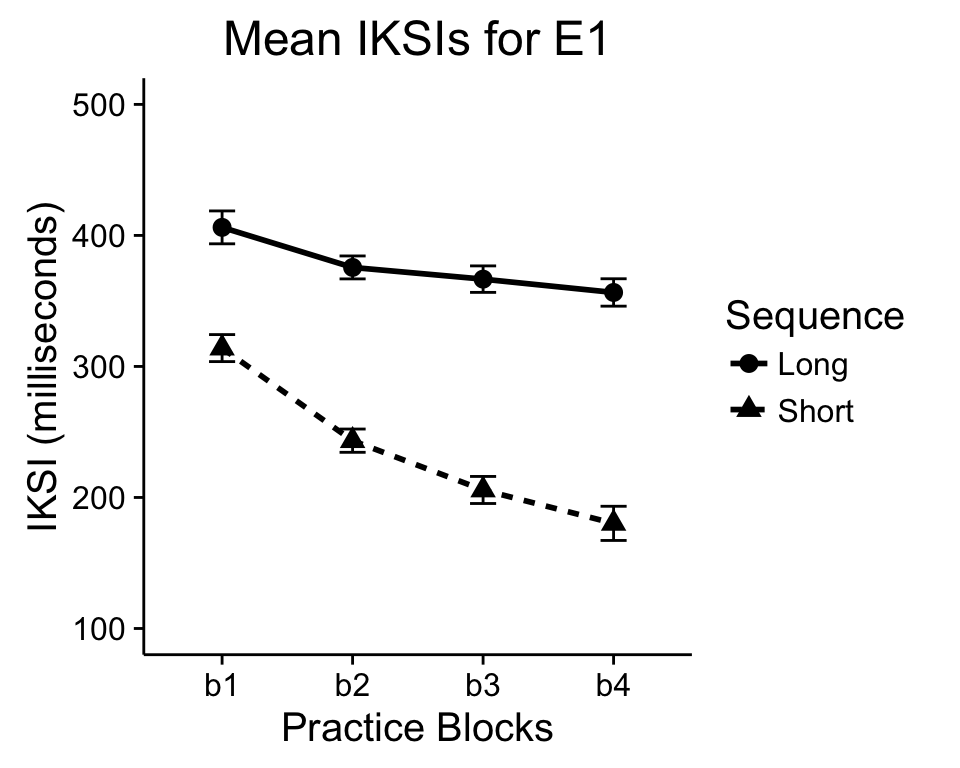 Mean IKSIs for E1
500
400
300
200
100
IKSI (milliseconds)
b1 b2 b3 b4
Practice Blocks
Sequence
Long
Short